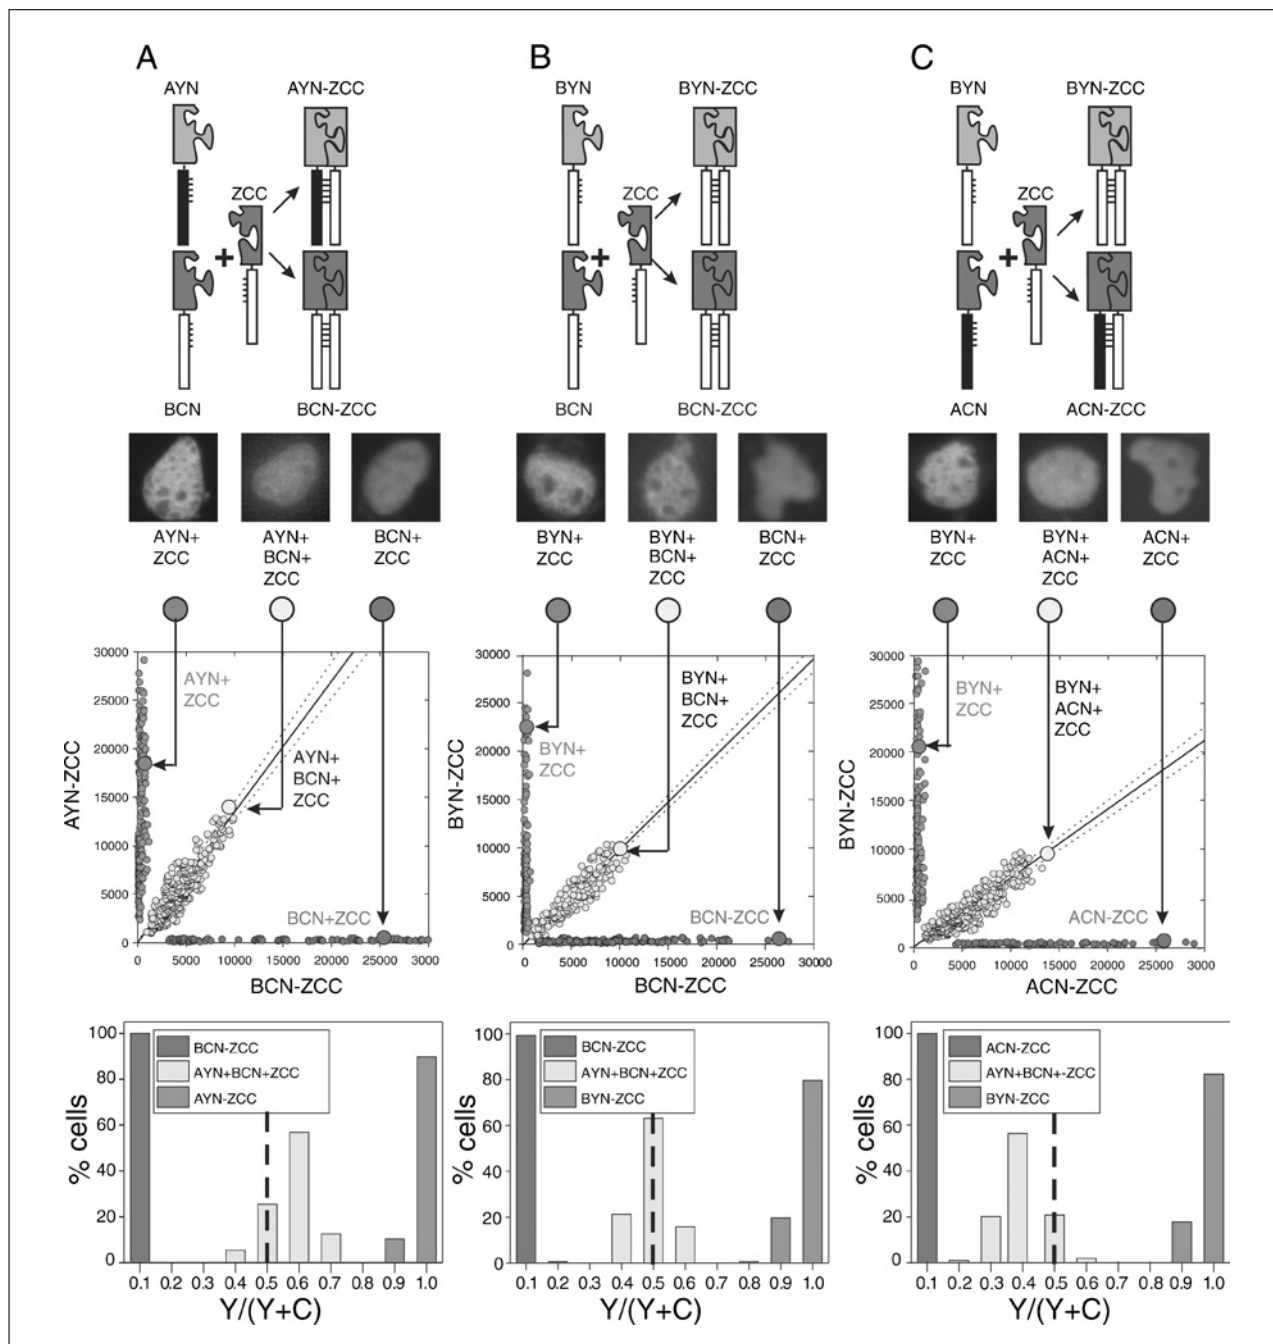 A
AYN AYN-ZCC
ZCC
BCN BCN-ZCC
AYN+
ZCC
AYN+
BCN+
ZCC
BCN+
ZCC
30000
25000
20000
15000
10000
5000
0
AYN-ZCC
AYN+
ZCC
AYN+
BCN+
ZCC
BCN+ZCC
0 5000 10000 15000 20000 25000 3000
BCN-ZCC
100
80
60
40
20
0
% cells
BCN-ZCC
AYN+BCN+ZCC
AYN-ZCC
0.1 0.2 0.3 0.4 0.5 0.6 0.7 0.8 0.9 1.0
Y/(Y+C)
B
BYN BYN-ZCC
ZCC
BCN BCN-ZCC
BYN+
ZCC
BYN+
BCN+
ZCC
BCN+
ZCC
30000
25000
20000
15000
10000
5000
0
BYN-ZCC
BYN+
ZCC
BYN+
BCN+
ZCC
BCN-ZCC
0 5000 10000 15000 20000 25000 30000
BCN-ZCC
100
80
60
40
20
0
% cells
BCN-ZCC
AYN+BCN+ZCC
BYN-ZCC
0.1 0.2 0.3 0.4 0.5 0.6 0.7 0.8 0.9 1.0
Y/(Y+C)
C
BYN BYN-ZCC
ZCC
ACN ACN-ZCC
BYN+
ZCC
BYN+
ACN+
ZCC
ACN+
ZCC
30000
25000
20000
15000
10000
5000
0
BYN-ZCC
BYN+
ZCC
BYN+
ACN+
ZCC
ACN-ZCC
0 5000 10000 15000 20000 25000 3000
ACN-ZCC
100
80
60
40
20
0
% cells
ACN-ZCC
AYN+BCN+-ZCC
BYN-ZCC
0.1 0.2 0.3 0.4 0.5 0.6 0.7 0.8 0.9 1.0
Y/(Y+C)